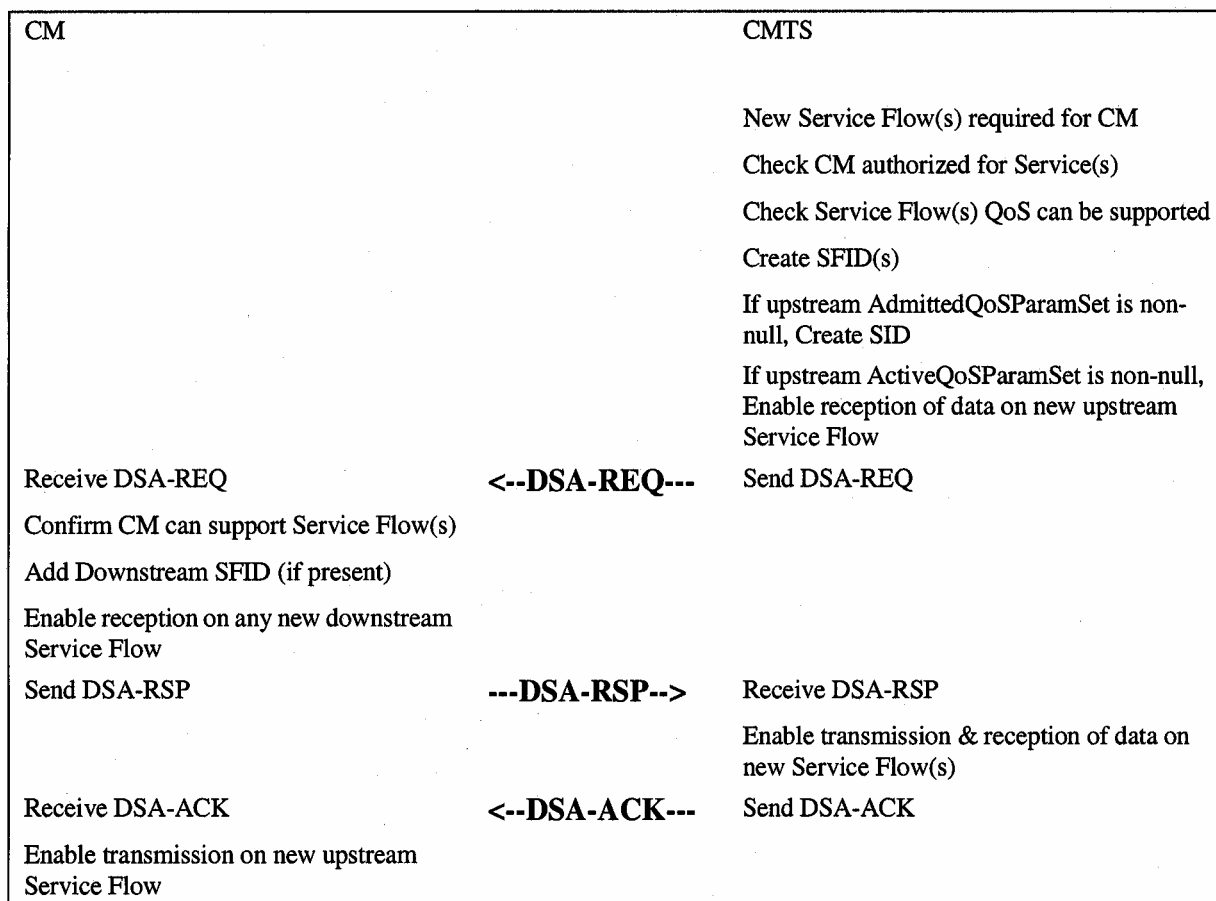 CM CMTS
New Service Flow(s) required for CM
Check CM authorized for Service(s)
Check Service Flow(s) QoS can be supported
Create SFID(s)
If upstream AdmittedQoSParamSet is non-
null, Create SID
If upstream ActiveQoSParamSet is non-null,
Enable reception of data on new upstream
Service Flow
Receive DSA-REQ <--DSA-REQ--- Send DSA-REQ
Confirm CM can support Service Flow(s)
Add Downstream SFID (if present)
Enable reception on any new downstream
Service Flow
Send DSA-RSP ---DSA-RSP--> Receive DSA-RSP
Enable transmission & reception of data on
new Service Flow(s)
Receive DSA-ACK <--DSA-ACK--- Send DSA-ACK
Enable transmission on new upstream
Service Flow